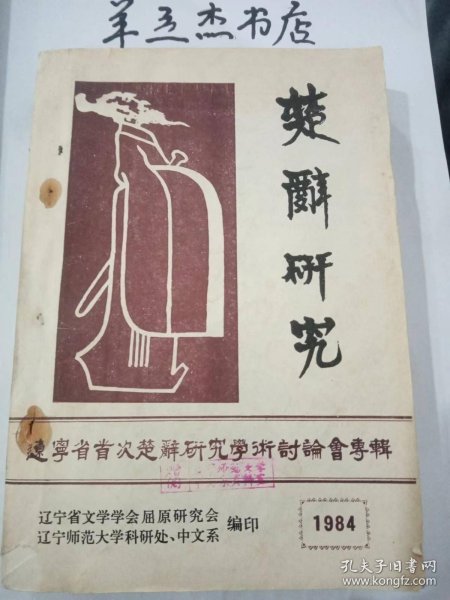 羊立杰书店
楚辭研究
遼寧省首次楚辭研究學術討論會專輯
辽宁省文学学会屈原研究会
辽宁师范大学科研处、中文系
编印
1984
孔夫子旧书网
www.kongfz.com